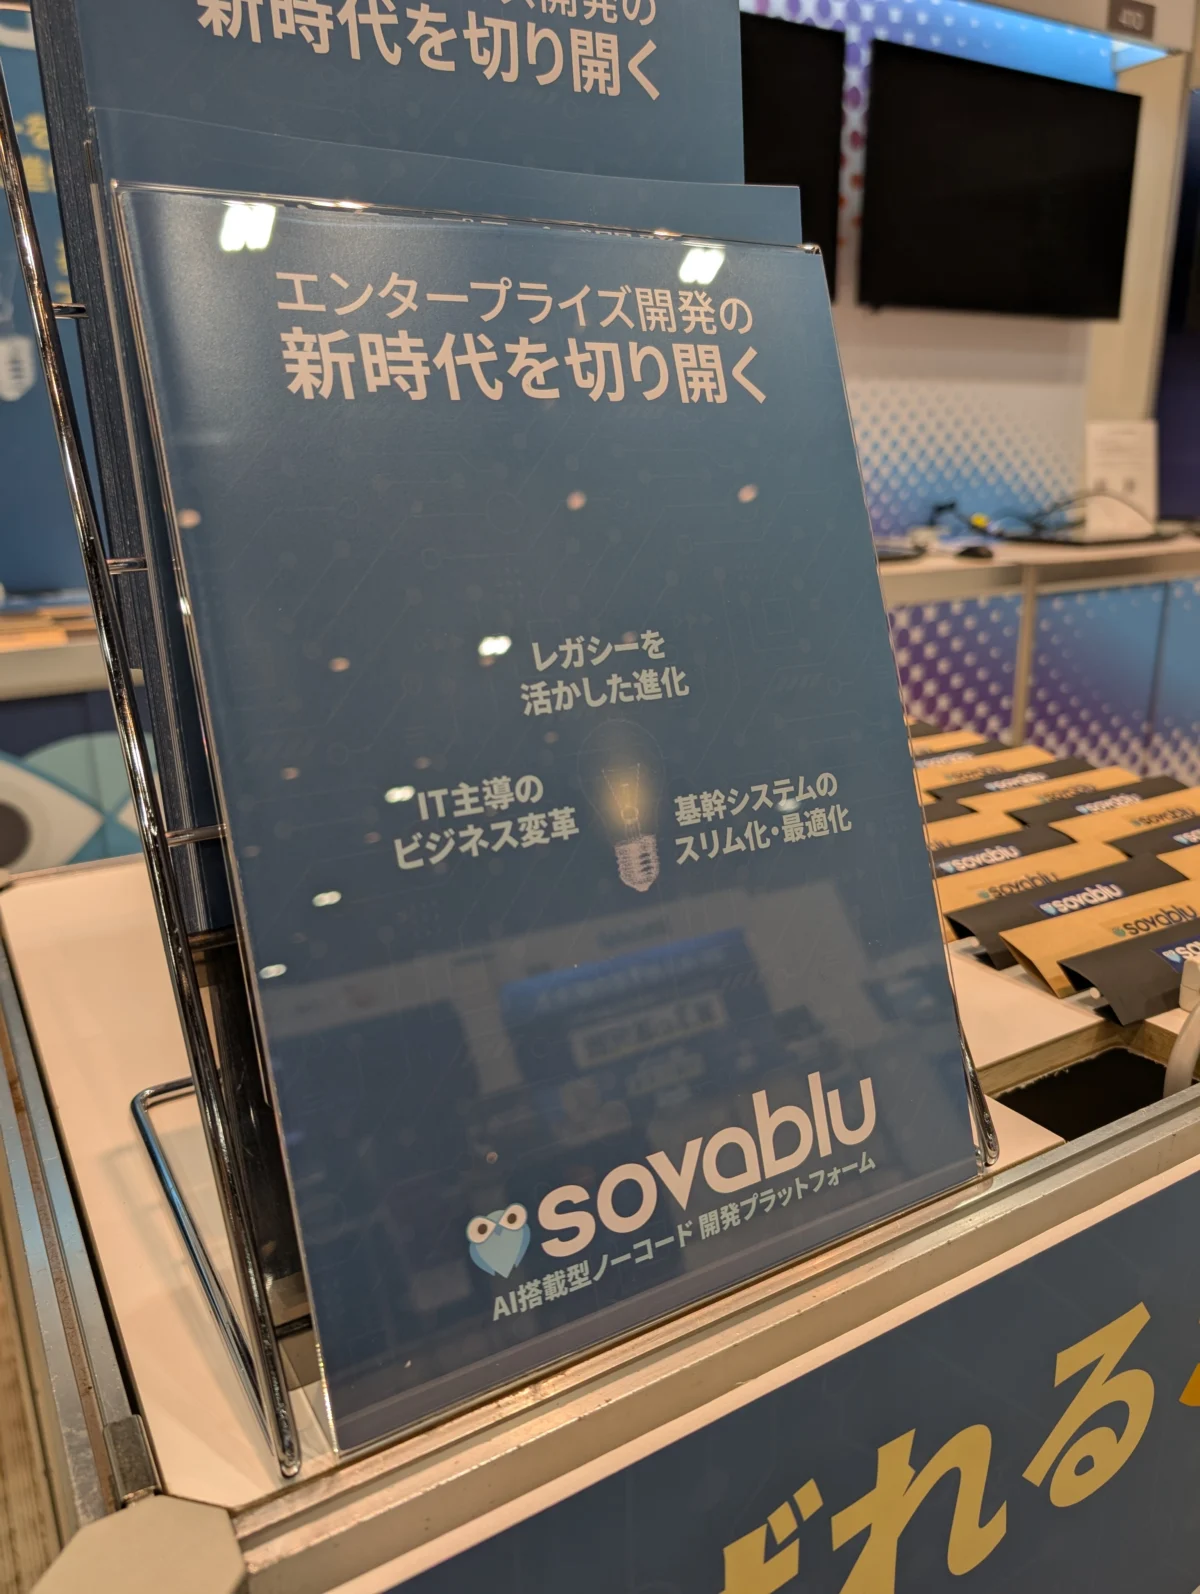 新時代を切り開く
エンタープライズ開発の
新時代を切り開く
レガシーを
活かした進化
IT主導の
ビジネス変革
基幹システムの
スリム化・最適化
sovablu
AI搭載型ノーコード 開発プラットフォーム
sovablu
sovablu
sovablu
sovablu
れる